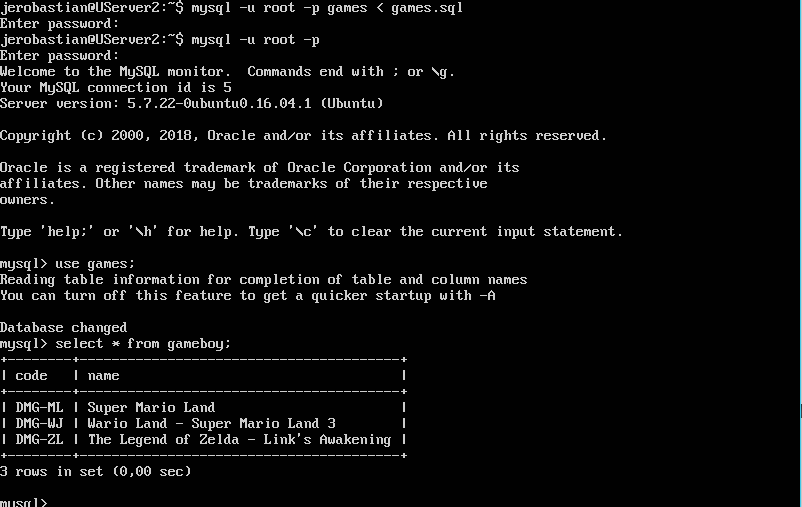 jerobastian@UServer2:~$ mysql -u root -p games < games.sql
Enter password:
jerobastian@UServer2:~$ mysql -u root -p
Enter password:
Welcome to the MySQL monitor.  Commands end with ; or \g.
Your MySQL connection id is 5
Server version: 5.7.22-0ubuntu0.16.04.1 (Ubuntu)
Copyright (c) 2000, 2018, Oracle and/or its affiliates. All rights reserved.
Oracle is a registered trademark of Oracle Corporation and/or its
affiliates. Other names may be trademarks of their respective
owners.
Type 'help;' or '\h' for help. Type '\c' to clear the current input statement.
mysql> use games;
Reading table information for completion of table and column names
You can turn off this feature to get a quicker startup with -A
Database changed
mysql> select * from gameboy;
+--------+----------------------------------------+
| code   | name                                   |
+--------+----------------------------------------+
| DMG-ML | Super Mario Land                       |
| DMG-WJ | Wario Land - Super Mario Land 3        |
| DMG-ZL | The Legend of Zelda - Link's Awakening |
+--------+----------------------------------------+
3 rows in set (0,00 sec)
mysql>